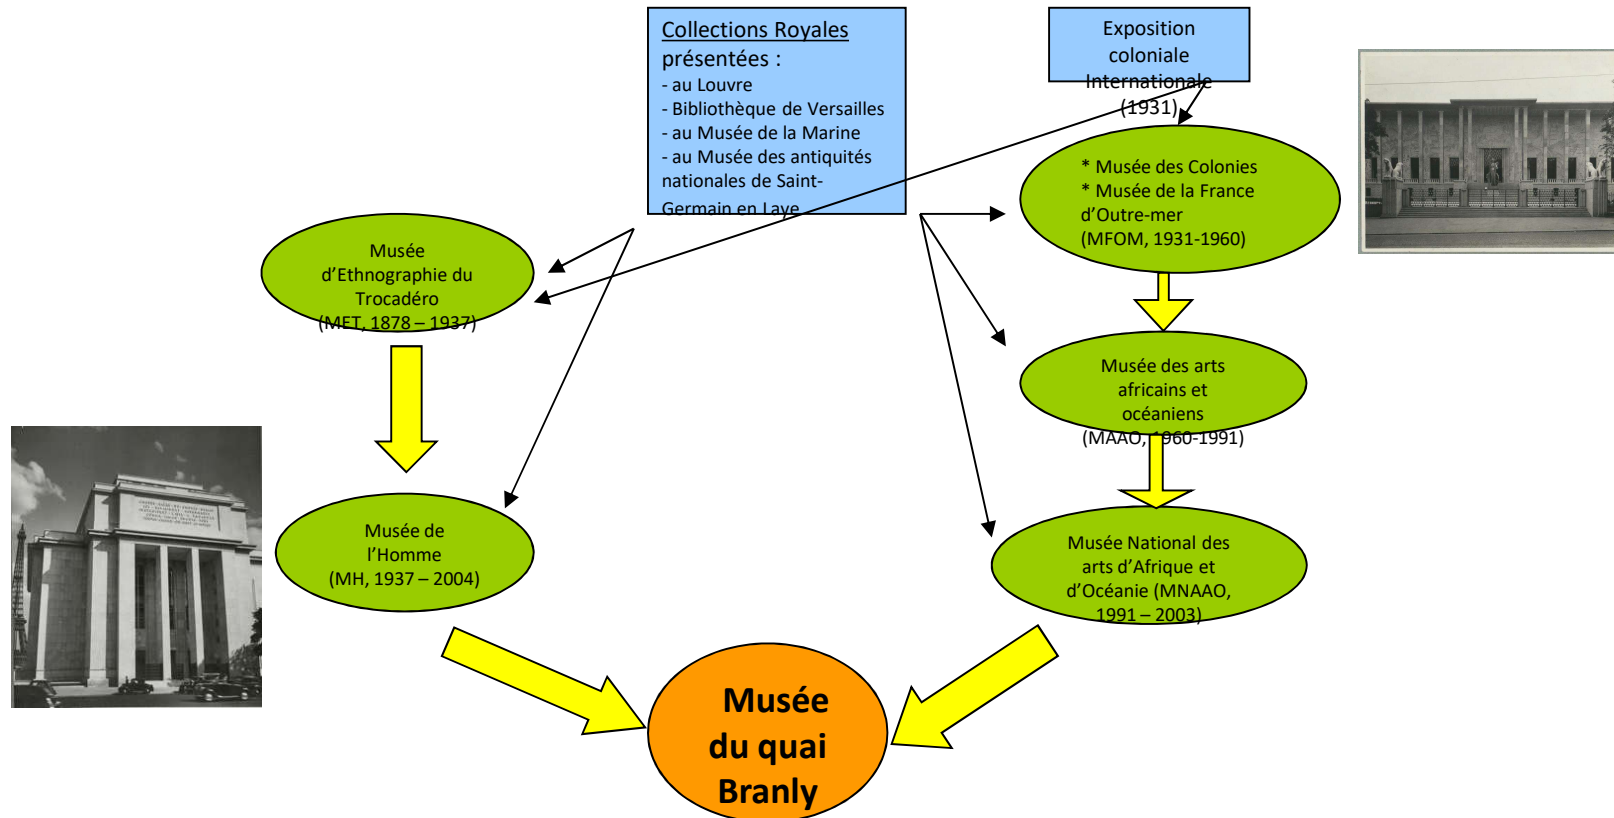 Collections Royales
présentées :
- au Louvre
- Bibliothèque de Versailles
- au Musée de la Marine
- au Musée des antiquités
nationales de Saint-
Germain en Laye
Exposition
coloniale
Internationale
(1931)
* Musée des Colonies
* Musée de la France
d’Outre-mer
(MFOM, 1931-1960)
Musée
d’Ethnographie du
Trocadéro
(MET, 1878 – 1937)
Musée des arts
africains et
océaniens
(MAAO, 1960-1991)
Musée de
l’Homme
(MH, 1937 – 2004)
Musée National des
arts d’Afrique et
d’Océanie (MNAAO,
1991 – 2003)
Musée
du quai
Branly